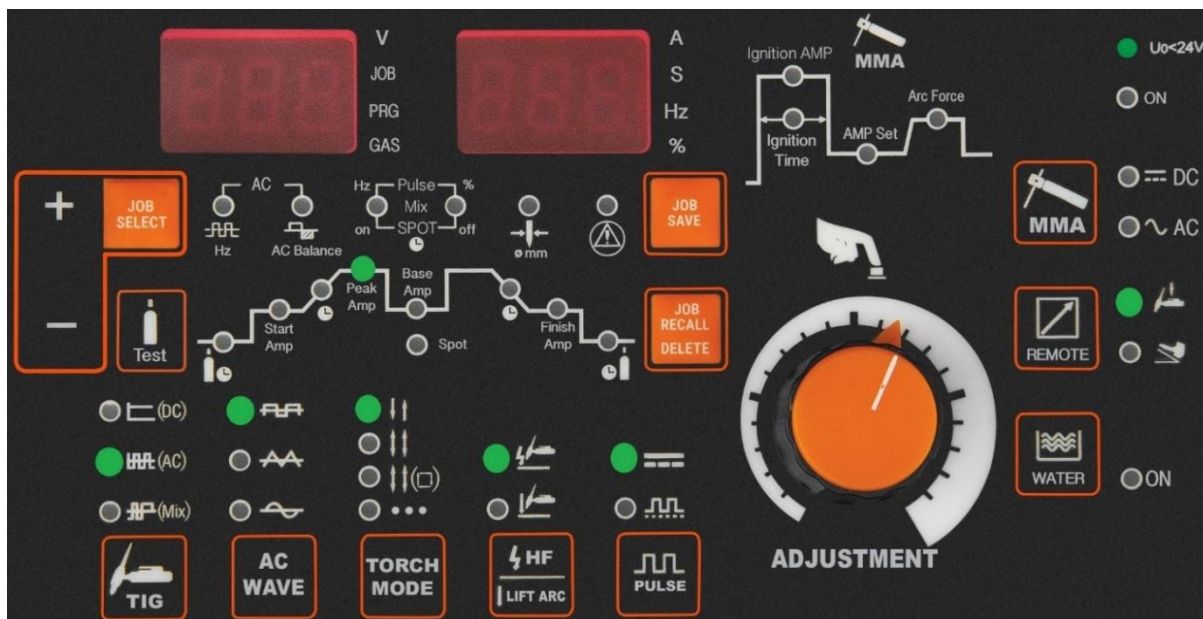 V
JOB
PRG
GAS
A
S
Hz
%
Ignition AMP
MMA
Ignition
Time
AMP Set
Arc Force
Uo<24V
ON
+
−
JOB
SELECT
AC
Hz
AC Balance
Hz Pulse %
Mix
on SPOT off
ø mm
JOB
SAVE
MMA
DC
AC
Test
Start
Amp
Peak
Amp
Base
Amp
Spot
Finish
Amp
JOB
RECALL
DELETE
REMOTE
(DC)
(AC)
(Mix)
WATER
ON
TIG
AC
WAVE
TORCH
MODE
HF
LIFT ARC
PULSE
ADJUSTMENT